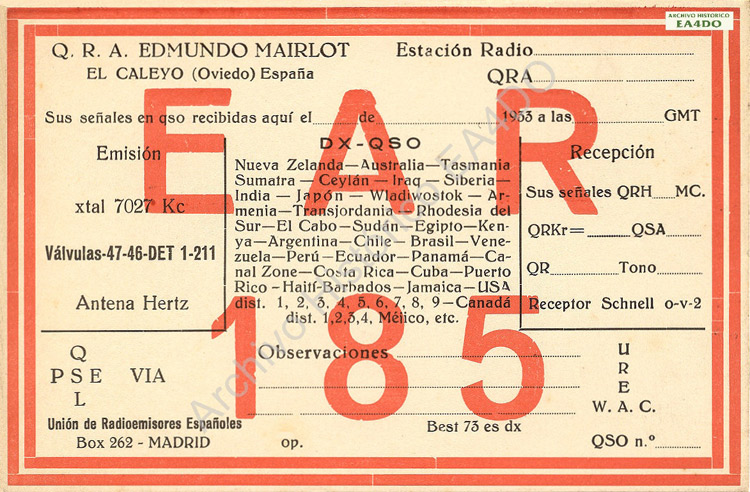 ARCHIVO HISTORICO
EA4DO
Q. R. A. EDMUNDO MAIRLOT
EL CALEYO (Oviedo) España
Estación Radio
QRA
Sus señales en qso recibidas aquí el de 1933 a las GMT
EAR
185
Emisión
xtal 7027 Kc
Válvulas-47-46-DET 1-211
Antena Hertz
DX-QSO
Nueva Zelanda—Australia—Tasmania
Sumatra—Ceylán—Iraq—Siberia—
India—Japón—Wladiwostok—Ar-
menia—Transjordania—Rhodesia del
Sur—El Cabo—Sudán—Egipto—Ken-
ya—Argentina—Chile—Brasil—Vene-
zuela—Perú—Ecuador—Panamá—Ca-
nal Zone—Costa Rica—Cuba—Puerto
Rico-Haití-Barbados—Jamaica—USA
dist. 1, 2, 3, 4, 5, 6, 7, 8, 9—Canadá
dist. 1,2,3,4, Méjico, etc.
Recepción
Sus señales QRH MC.
QRKr= QSA
QR Tono
Receptor Schnell o-v-2
Q
PSE VIA
L
Unión de Radioemisores Españoles
Box 262 - MADRID
Observaciones
op.
Best 73 es dx
U
R
E
W. A. C.
QSO n.º
Archivo Histórico EA4DO